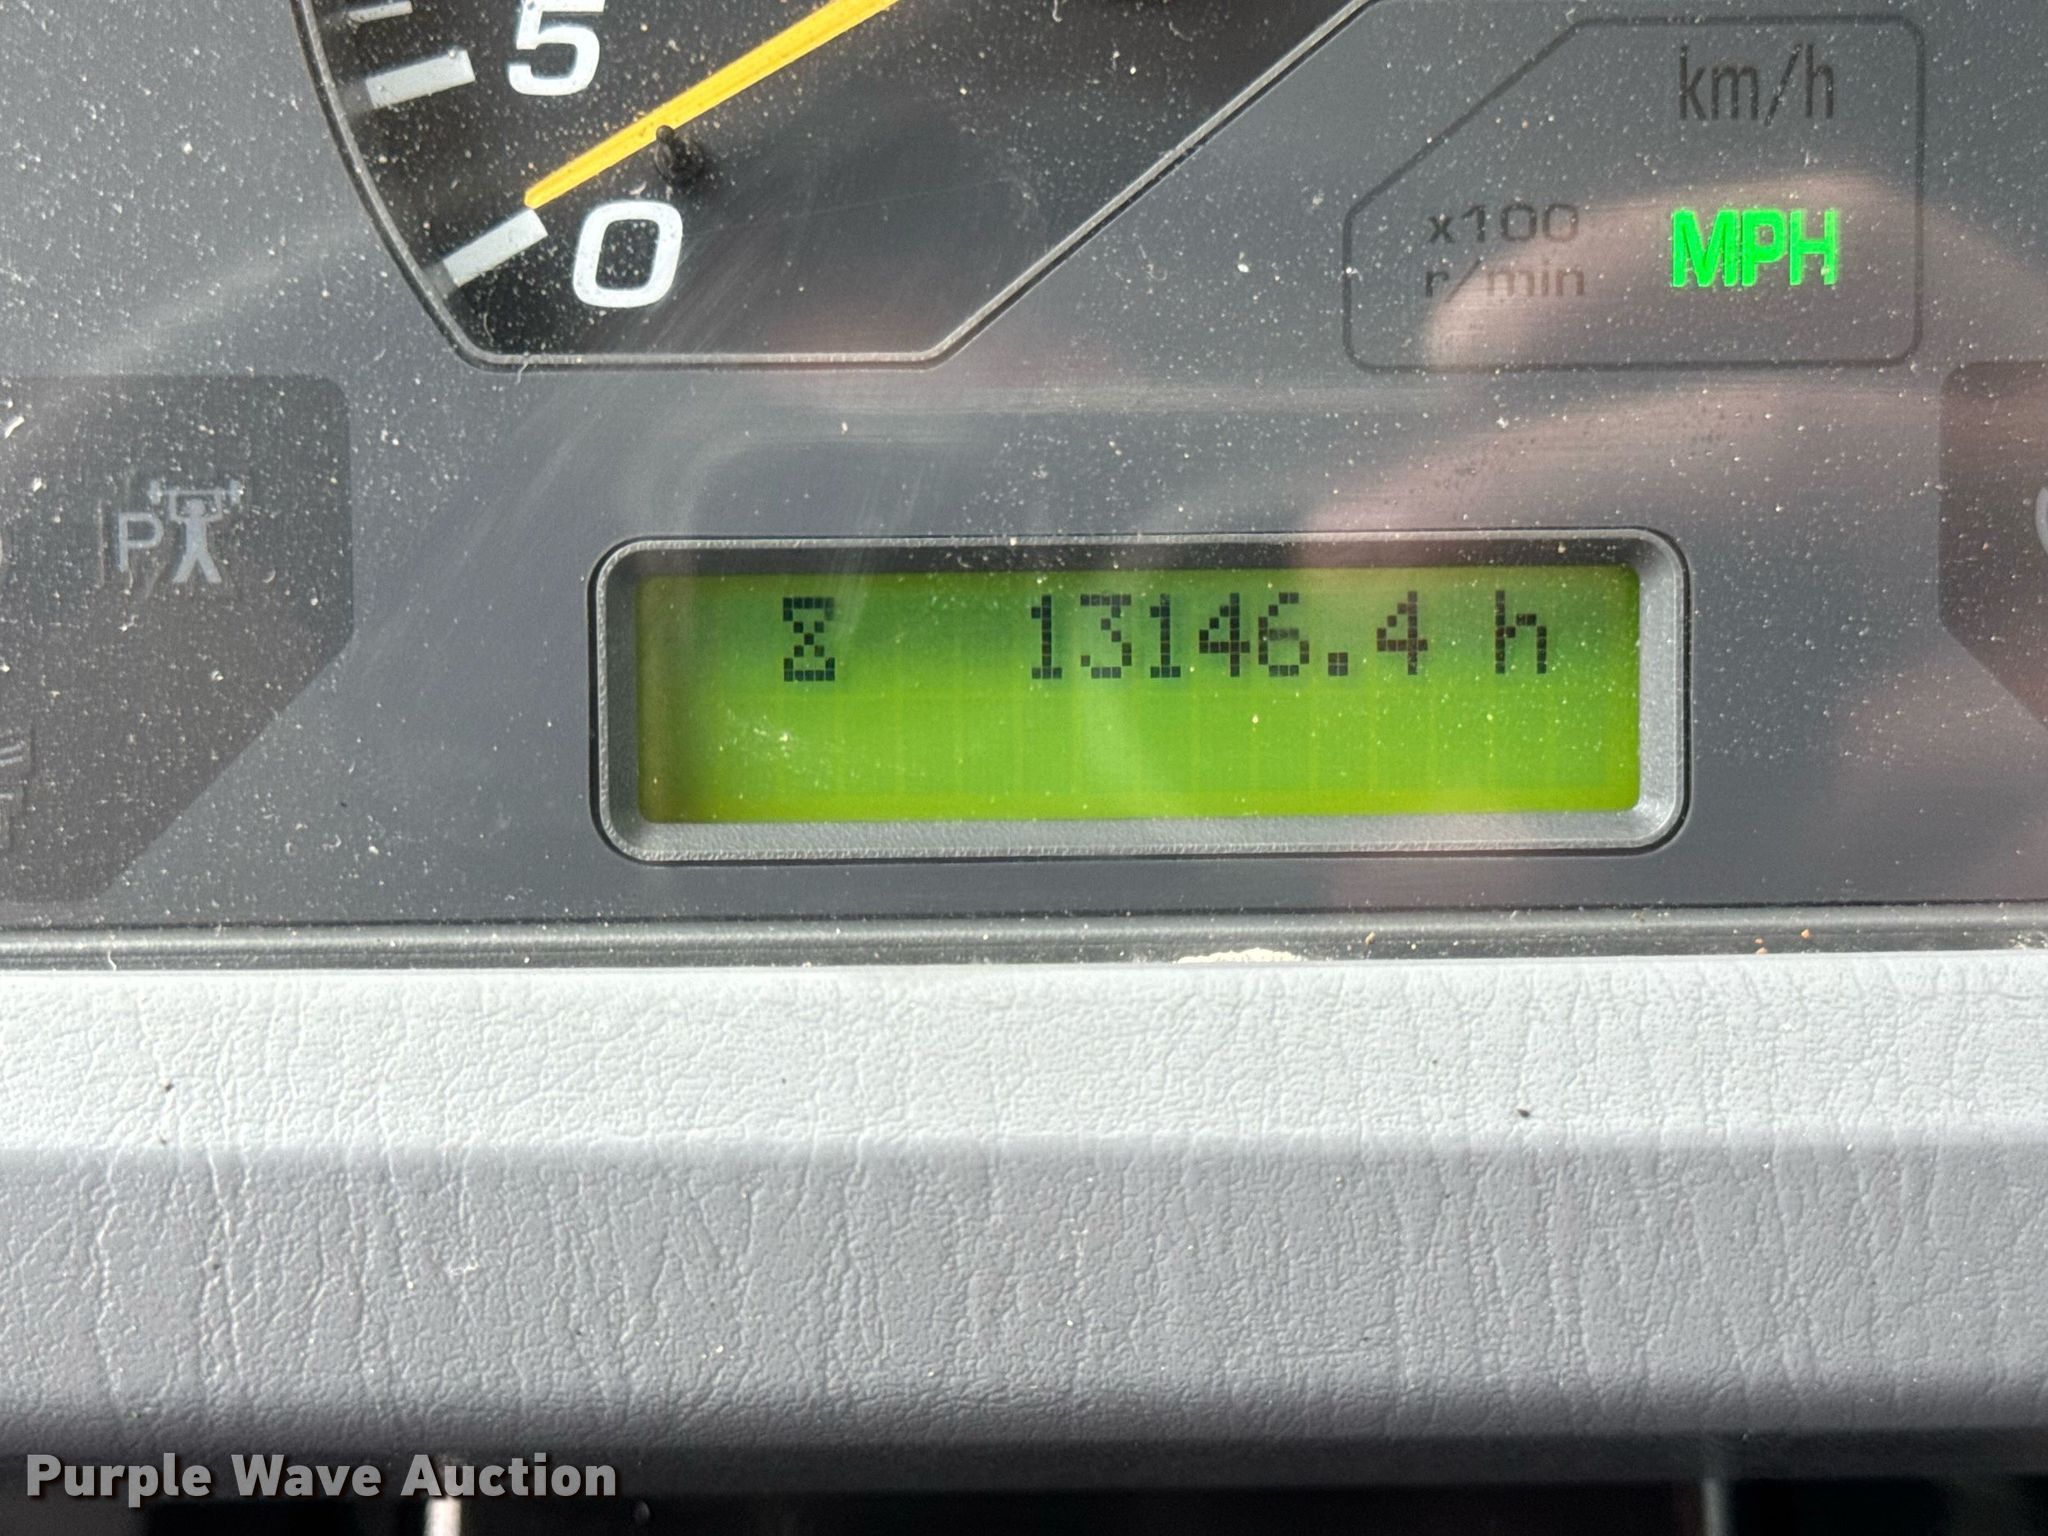 5
0
km/h
x100
r/min
MPH
P
13146.4 h
Purple Wave Auction